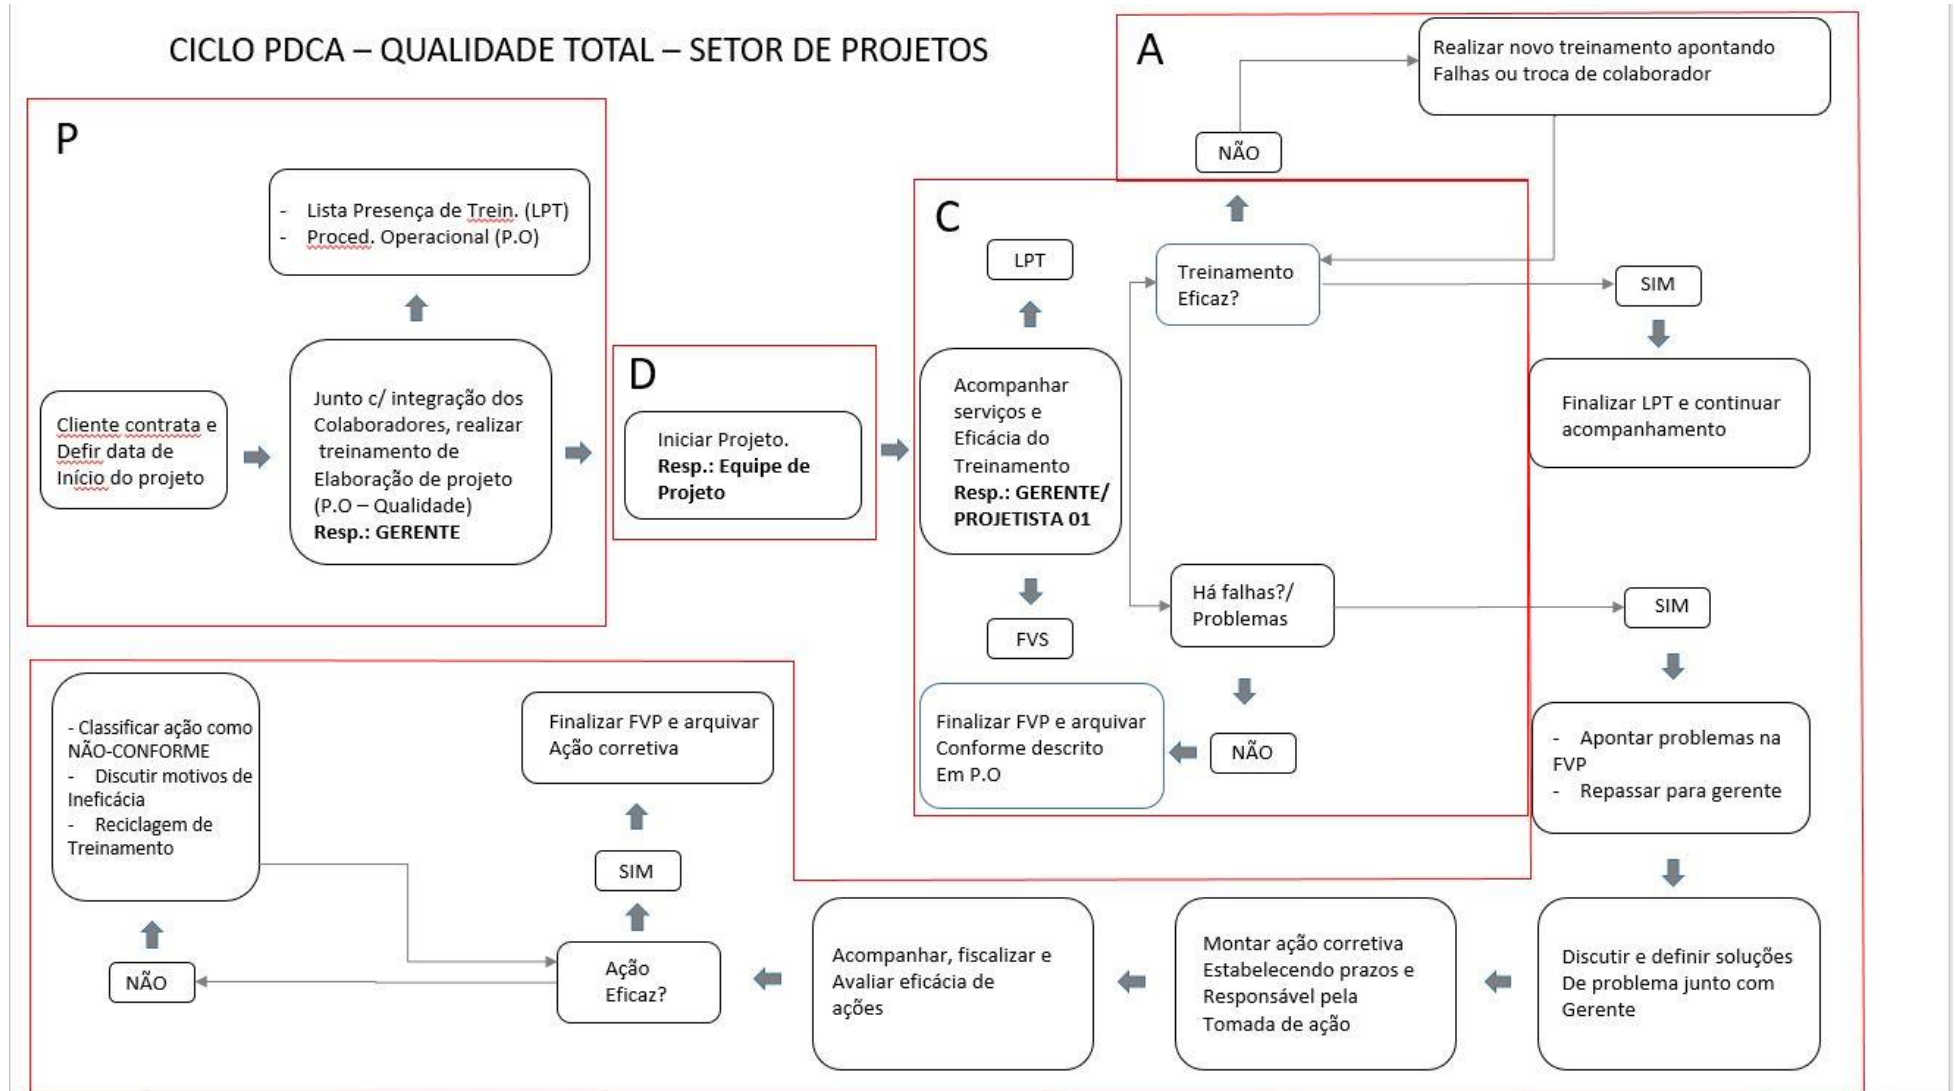 CICLO PDCA – QUALIDADE TOTAL – SETOR DE PROJETOS
P
- Lista Presença de Trein. (LPT)
- Proced. Operacional (P.O)
Cliente contrata e
Defir data de
Início do projeto
Junto c/ integração dos
Colaboradores, realizar
treinamento de
Elaboração de projeto
(P.O – Qualidade)
Resp.: GERENTE
D
Iniciar Projeto.
Resp.: Equipe de
Projeto
C
LPT
Acompanhar
serviços e
Eficácia do
Treinamento
Resp.: GERENTE/
PROJETISTA 01
FVS
Treinamento
Eficaz?
Há falhas?/
Problemas
NÃO
Finalizar FVP e arquivar
Conforme descrito
Em P.O
A
NÃO
Realizar novo treinamento apontando
Falhas ou troca de colaborador
SIM
Finalizar LPT e continuar
acompanhamento
SIM
- Apontar problemas na
FVP
- Repassar para gerente
Discutir e definir soluções
De problema junto com
Gerente
Montar ação corretiva
Estabelecendo prazos e
Responsável pela
Tomada de ação
Acompanhar, fiscalizar e
Avaliar eficácia de
ações
Ação
Eficaz?
SIM
Finalizar FVP e arquivar
Ação corretiva
NÃO
- Classificar ação como
NÃO-CONFORME
- Discutir motivos de
Ineficácia
- Reciclagem de
Treinamento